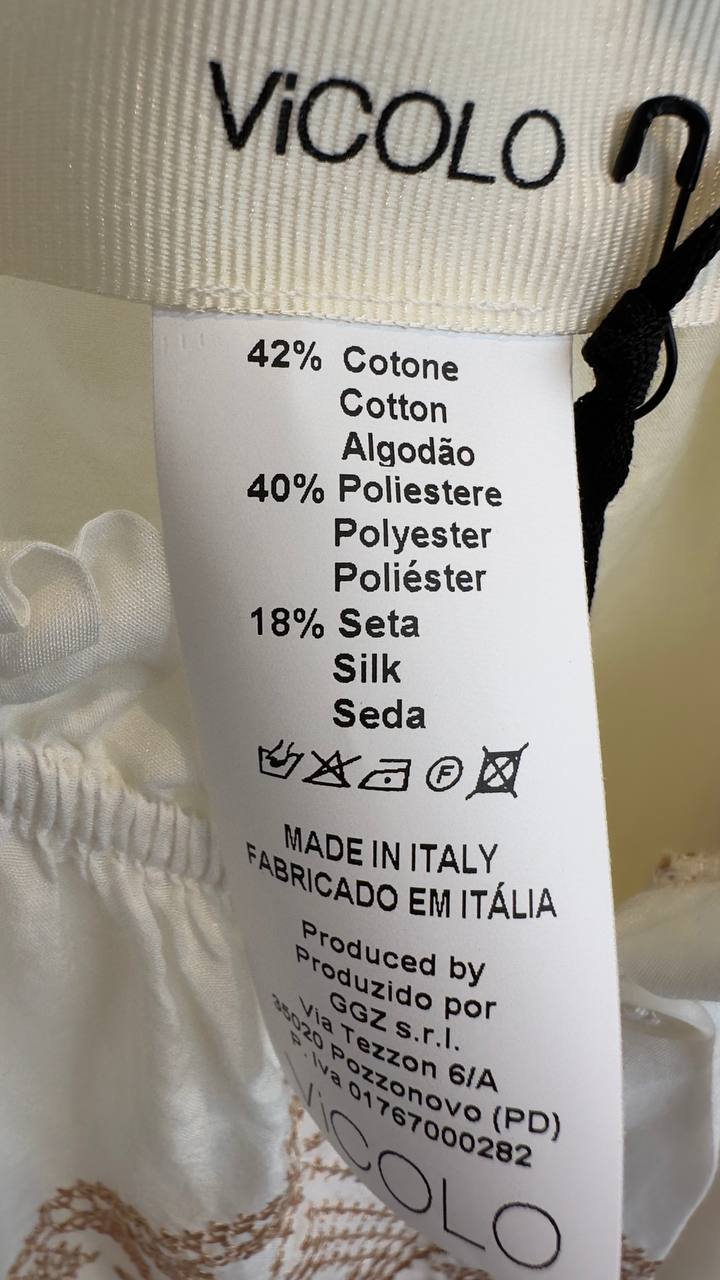 ViCOLO
42% Cotone
Cotton
Algodão
40% Poliestere
Polyester
Poliéster
18% Seta
Silk
Seda
F
MADE IN ITALY
FABRICADO EM ITÁLIA
Produced by
Produzido por
GGZ s.r.l.
Via Tezzon 6/A
35020 Pozzonovo (PD)
P. Iva 01767000282
ViCOLO